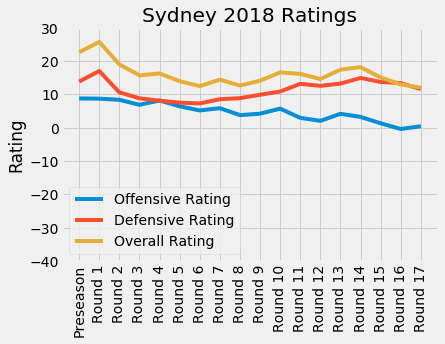 Sydney 2018 Ratings
30
20
10
0
−10
−20
−30
−40
Rating
Offensive Rating
Defensive Rating
Overall Rating
Preseason
Round 1
Round 2
Round 3
Round 4
Round 5
Round 6
Round 7
Round 8
Round 9
Round 10
Round 11
Round 12
Round 13
Round 14
Round 15
Round 16
Round 17